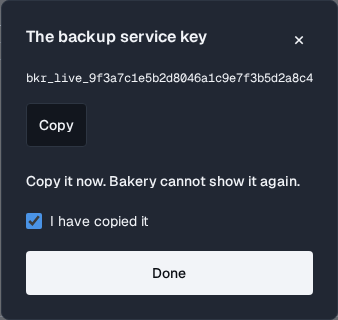 The backup service key
bkr_live_9f3a7c1e5b2d8046a1c9e7f3b5d2a8c4
Copy
Copy it now. Bakery cannot show it again.
I have copied it
Done